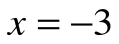 x = −3